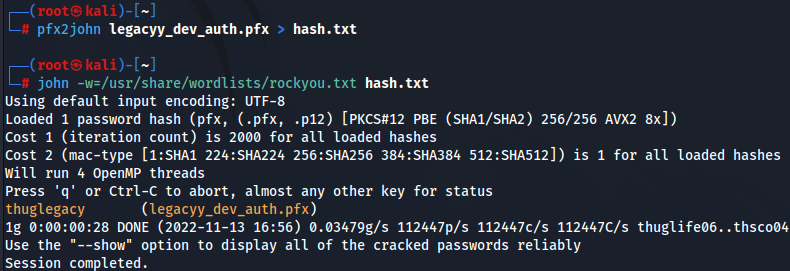 ┌──(root㉿kali)-[~]
└─# pfx2john legacyy_dev_auth.pfx > hash.txt
┌──(root㉿kali)-[~]
└─# john -w=/usr/share/wordlists/rockyou.txt hash.txt
Using default input encoding: UTF-8
Loaded 1 password hash (pfx, (.pfx, .p12) [PKCS#12 PBE (SHA1/SHA2) 256/256 AVX2 8x])
Cost 1 (iteration count) is 2000 for all loaded hashes
Cost 2 (mac-type [1:SHA1 224:SHA224 256:SHA256 384:SHA384 512:SHA512]) is 1 for all loaded hashes
Will run 4 OpenMP threads
Press 'q' or Ctrl-C to abort, almost any other key for status
thuglegacy       (legacyy_dev_auth.pfx)
1g 0:00:00:28 DONE (2022-11-13 16:56) 0.03479g/s 112447p/s 112447c/s 112447C/s thuglife06..thsco04
Use the "--show" option to display all of the cracked passwords reliably
Session completed.